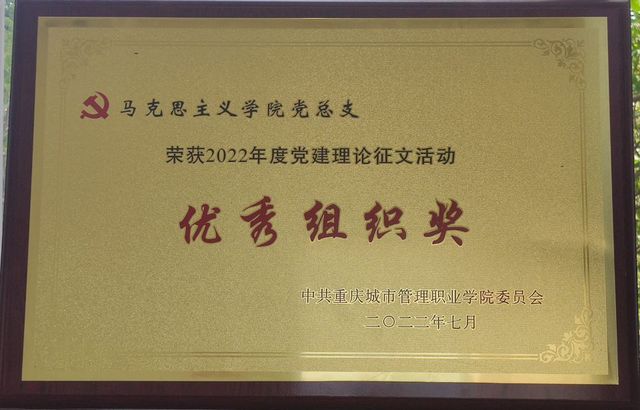 马克思主义学院党总支
荣获2022年度党建理论征文活动
优秀组织奖
中共重庆城市管理职业学院委员会
二〇二二年七月